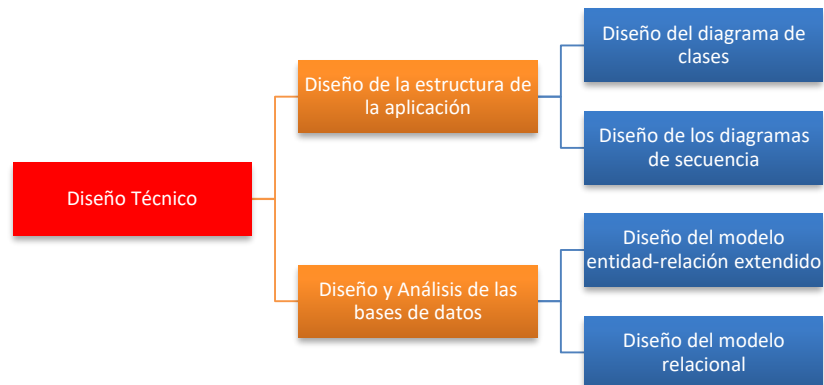 Diseño Técnico
Diseño de la estructura de
la aplicación
Diseño del diagrama de
clases
Diseño de los diagramas
de secuencia
Diseño y Análisis de las
bases de datos
Diseño del modelo
entidad-relación extendido
Diseño del modelo
relacional